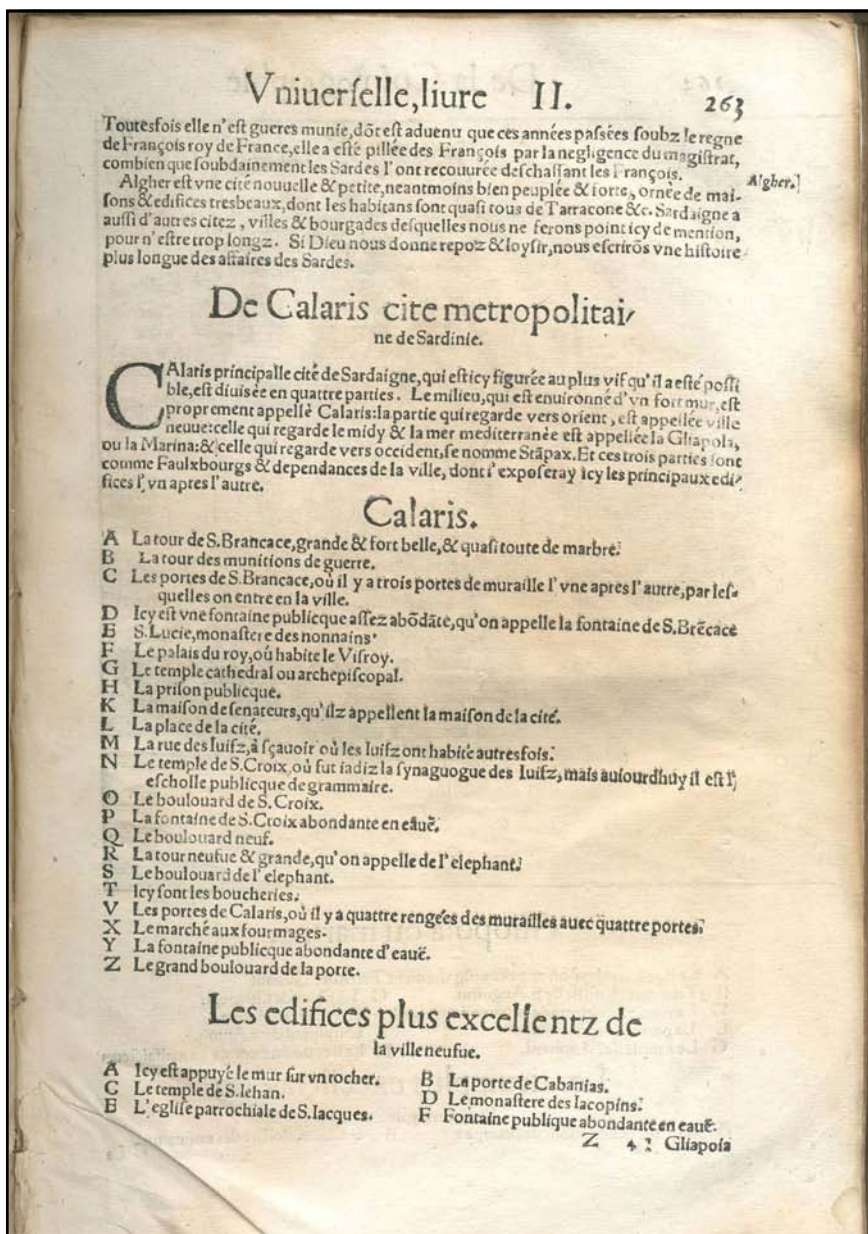 Vniuerſelle, liure II. 263
Toutesfois elle n'eſt gueres munie, dōt eſt aduenu que ces années paſsées ſoubz le regne
de François roy de France, elle a eſté pillée des François par la negligence du magiſtrat,
combien que ſoubdainement les Sardes l'ont recouurée deſchaſſant les François.
Algher eſt vne cité nouuelle & petite, neantmoins bien peuplée & forte, ornée de mai-
Algher.
ſons & edifices tresbeaux, dont les habitans ſont quaſi tous de Tarracone &c. Sardaigne a
auſſi d'autres citez, villes & bourgades deſquelles nous ne ferons point icy de mention,
pour n'eſtre trop longz. Si Dieu nous donne repoz & loyſir, nous eſcrirōs vne hiſtoire
plus longue des affaires des Sardes.
De Calaris cite metropolitai-
ne de Sardinie.
CAlaris principalle cité de Sardaigne, qui eſt icy figurée au plus vif qu'il a eſté poſſi
ble, eſt diuisée en quattre parties. Le milieu, qui eſt enuironné d'vn fort mur, eſt
proprement appellé Calaris: la partie qui regarde vers orient, eſt appellée ville
neuue: celle qui regarde le midy & la mer mediterranée eſt appellée la Gliapola,
ou la Marina: & celle qui regarde vers occident, ſe nomme Stāpax. Et ces trois parties ſont
comme Faulxbourgs & dependances de la ville, dont i'expoſeray icy les principaux edi-
fices l'vn apres l'autre.
Calaris.
A La tour de S. Brancace, grande & fort belle, & quaſi toute de marbre.
B La tour des munitions de guerre.
C Les portes de S. Brancace, où il y a trois portes de muraille l'vne apres l'autre, par leſ-
quelles on entre en la ville.
D Icy eſt vne fontaine publicque aſſez abōdāte, qu'on appelle la fontaine de S. Brēcace
E S. Lucie, monaſtere des nonnains.
F Le palais du roy, où habite le Viſroy.
G Le temple cathedral ou archepiſcopal.
H La priſon publicque.
K La maiſon de ſenateurs, qu'ilz appellent la maiſon de la cité.
L La place de la cité.
M La rue des Iuifz, à ſçauoir où les Iuifz ont habité autresfois.
N Le temple de S. Croix, où fut iadiz la ſynaguogue des Iuifz, mais auiourdhuy il eſt l'
eſcholle publicque de grammaire.
O Le boulouard de S. Croix.
P La fontaine de S. Croix abondante en eauë.
Q Le boulouard neuf.
R La tour neufue & grande, qu'on appelle de l'elephant.
S Le boulouard de l'elephant.
T Icy ſont les boucheries.
V Les portes de Calaris, où il y a quattre rengées des murailles auec quattre portes.
X Le marché aux fourmages.
Y La fontaine publicque abondante d'eauë.
Z Le grand boulouard de la porte.
Les edifices plus excellentz de
la ville neufue.
A Icy eſt appuyé le mur ſur vn rocher. B La porte de Cabanias.
C Le temple de S. Iehan. D Le monaſtere des Iacopins.
E L'egliſe parrochiale de S. Iacques. F Fontaine publique abondante en eauë.
Z 4 Gliapola